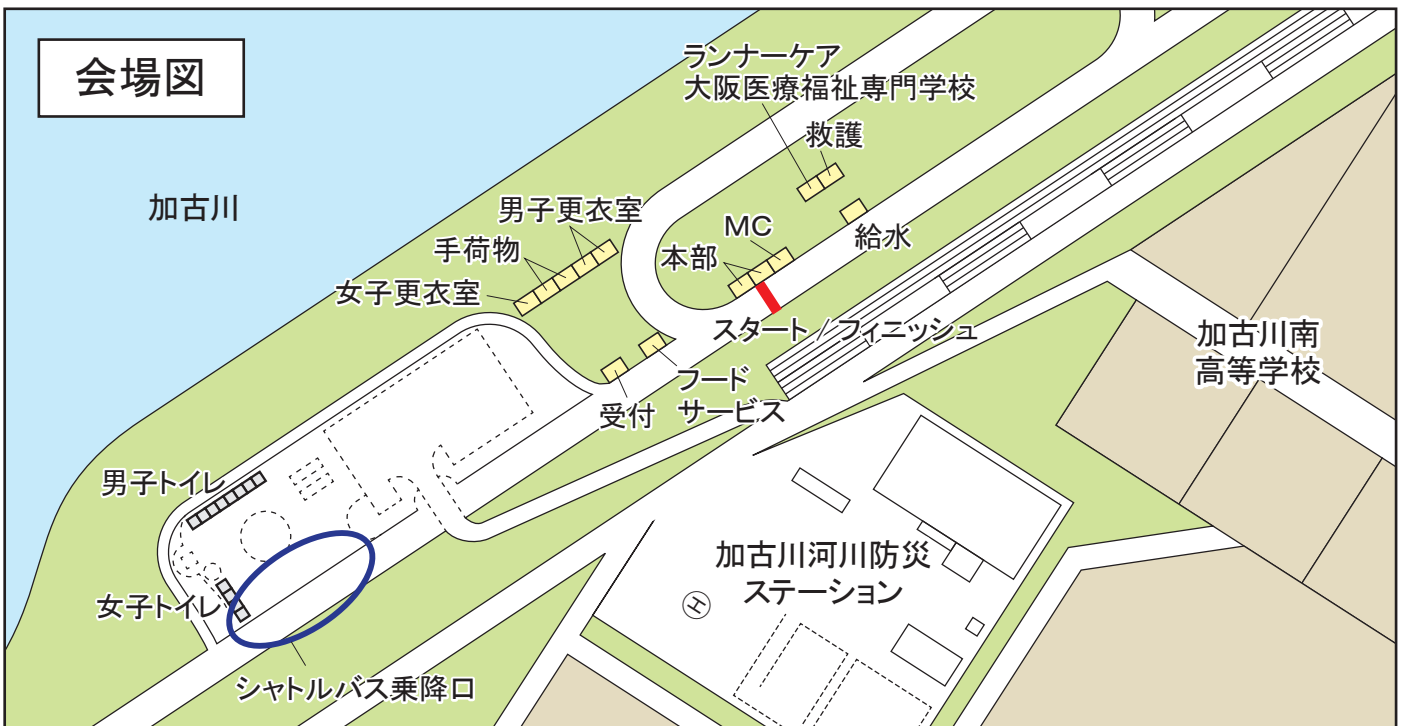 会場図
ランナーケア
大阪医療福祉専門学校
救護
加古川
男子更衣室
MC
給水
手荷物
本部
女子更衣室
スタート/フィニッシュ
加古川南
高等学校
フード
サービス
受付
男子トイレ
加古川河川防災
ステーション
H
女子トイレ
シャトルバス乗降口